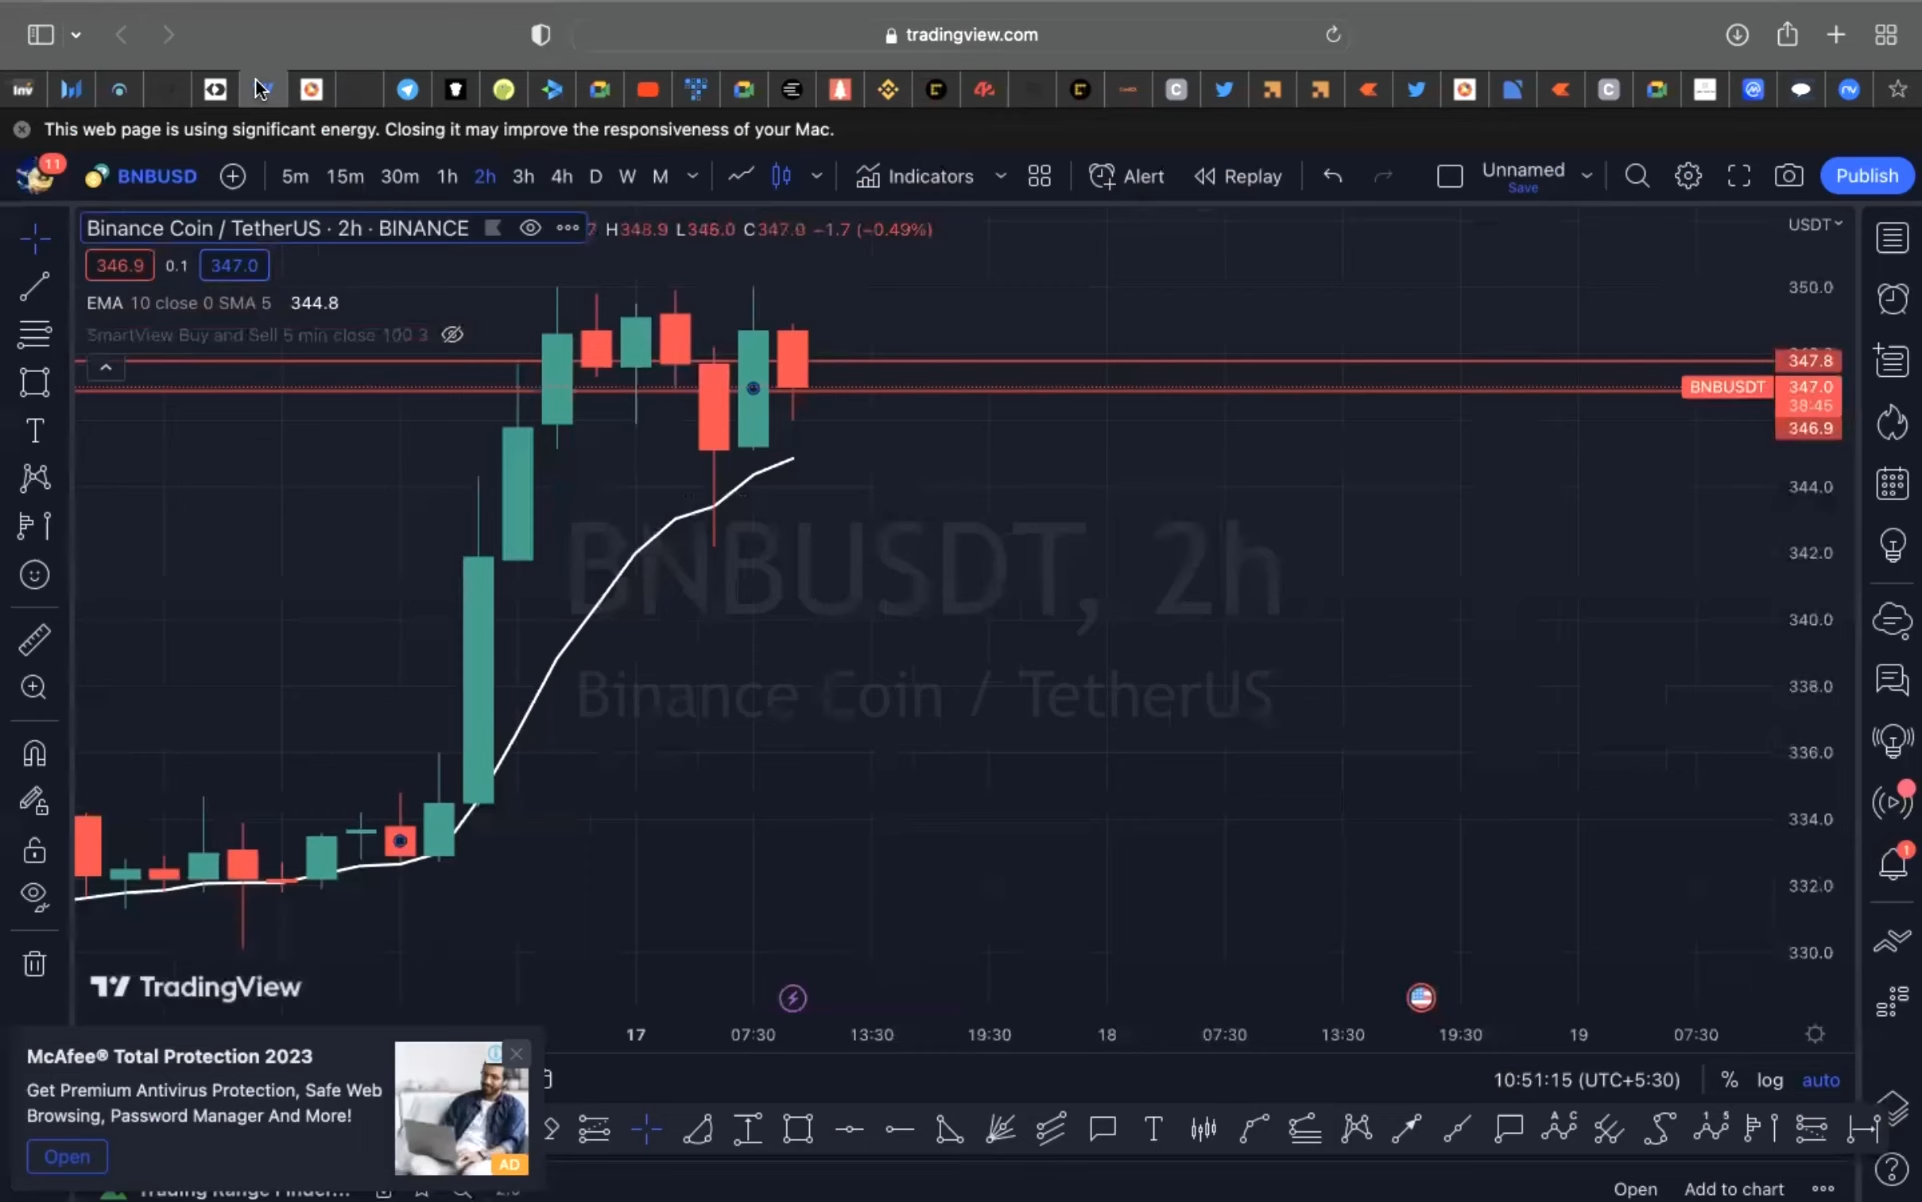 tradingview.com
Inv
This web page is using significant energy. Closing it may improve the responsiveness of your Mac.
11 BNBUSD 5m 15m 30m 1h 2h 3h 4h D W M Indicators Alert Replay Unnamed Save Publish
Binance Coin / TetherUS · 2h · BINANCE 7 H348.9 L346.0 C347.0 −1.7 (−0.49%)
USDT
346.9 0.1 347.0
EMA 10 close 0 SMA 5 344.8
SmartView Buy and Sell 5 min close 100 3
350.0
347.8
BNBUSDT 347.0
38:45
346.9
344.0
342.0
340.0
338.0
336.0
334.0
332.0
330.0
BNBUSDT, 2h
Binance Coin / TetherUS
TradingView
17 07:30 13:30 19:30 18 07:30 13:30 19:30 19 07:30
McAfee® Total Protection 2023
Get Premium Antivirus Protection, Safe Web
Browsing, Password Manager And More!
Open
AD
10:51:15 (UTC+5:30) % log auto
Trading Range Finder...
Open Add to chart